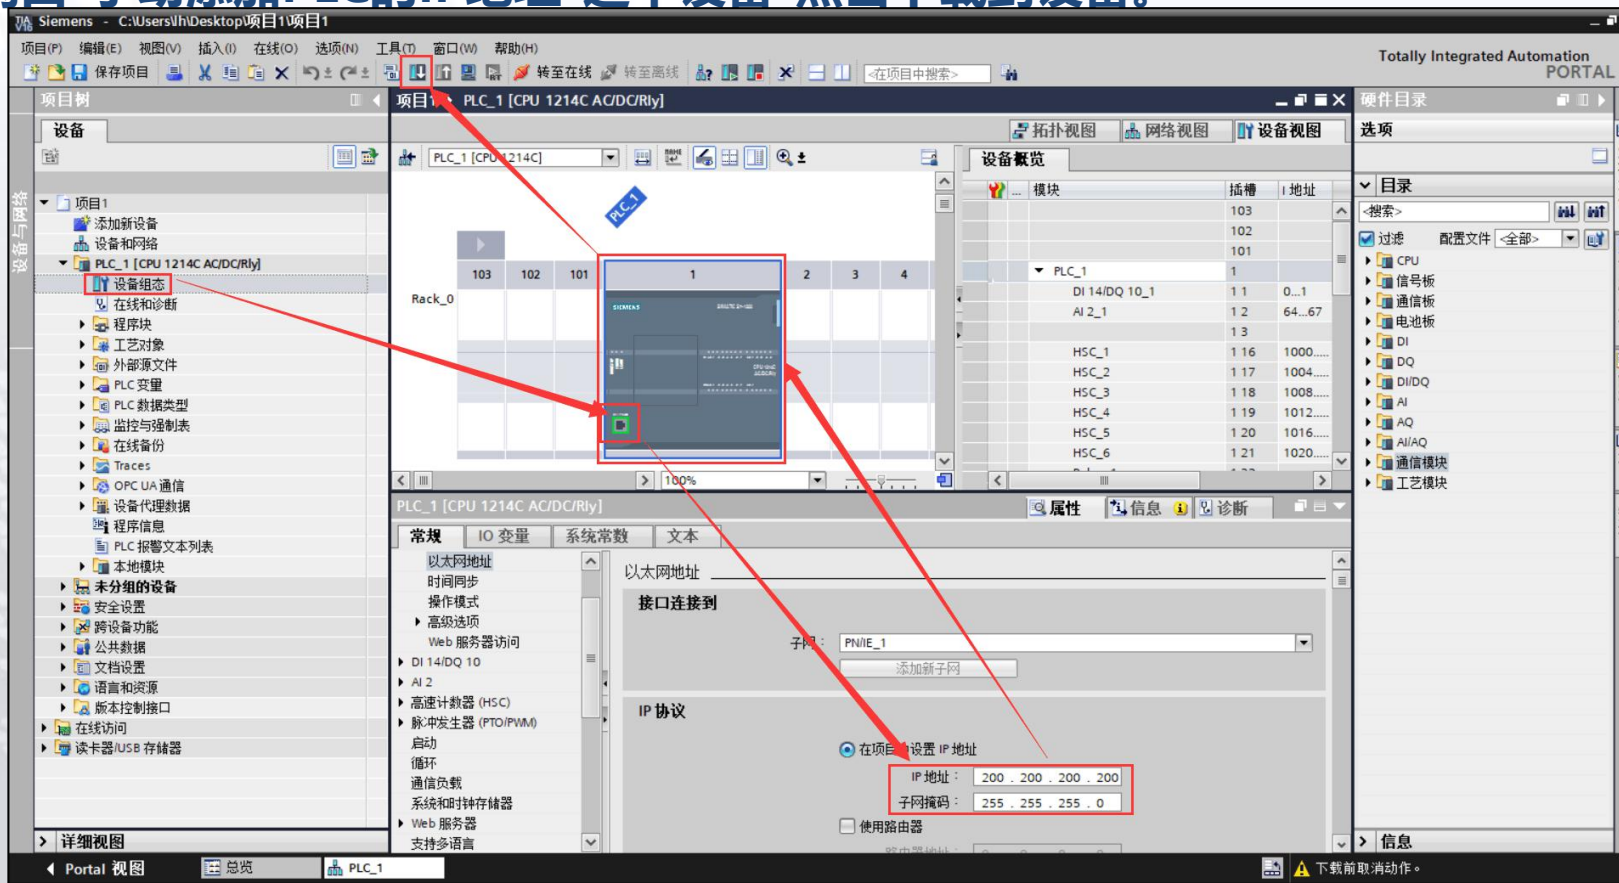 Siemens - C:\Users\lh\Desktop\项目1\项目1
项目(P) 编辑(E) 视图(V) 插入(I) 在线(O) 选项(N) 工具(T) 窗口(W) 帮助(H)
Totally Integrated Automation
PORTAL
保存项目 转至在线 转至离线 <在项目中搜索>
项目树
设备
设备与网络
项目1
添加新设备
设备和网络
PLC_1 [CPU 1214C AC/DC/Rly]
设备组态
在线和诊断
程序块
工艺对象
外部源文件
PLC 变量
PLC 数据类型
监控与强制表
在线备份
Traces
OPC UA 通信
设备代理数据
程序信息
PLC 报警文本列表
本地模块
未分组的设备
安全设置
跨设备功能
公共数据
文档设置
语言和资源
版本控制接口
在线访问
读卡器/USB 存储器
详细视图
PLC_1 [CPU 1214C AC/DC/Rly]
拓扑视图 网络视图 设备视图
PLC_1 [CPU 1214C]
PLC_1
103 102 101 1 2 3 4
Rack_0
SIEMENS
100%
设备概览
... 模块 插槽 I 地址
103
102
101
PLC_1 1
DI 14/DQ 10_1 1 1 0...1
AI 2_1 1 2 64...67
1 3
HSC_1 1 16 1000....
HSC_2 1 17 1004....
HSC_3 1 18 1008....
HSC_4 1 19 1012....
HSC_5 1 20 1016....
HSC_6 1 21 1020....
PLC_1 [CPU 1214C AC/DC/Rly]
属性 信息 诊断
常规 IO 变量 系统常数 文本
以太网地址
时间同步
操作模式
高级选项
Web 服务器访问
DI 14/DQ 10
AI 2
高速计数器 (HSC)
脉冲发生器 (PTO/PWM)
启动
循环
通信负载
系统和时钟存储器
Web 服务器
支持多语言
以太网地址
接口连接到
子网: PN/IE_1
添加新子网
IP 协议
在项目中设置 IP 地址
IP 地址: 200 . 200 . 200 . 200
子网掩码: 255 . 255 . 255 . 0
使用路由器
硬件目录
选项
目录
<搜索>
过滤 配置文件 <全部>
CPU
信号板
通信板
电池板
DI
DQ
DI/DQ
AI
AQ
AI/AQ
通信模块
工艺模块
信息
Portal 视图 总览 PLC_1
下载前取消动作。